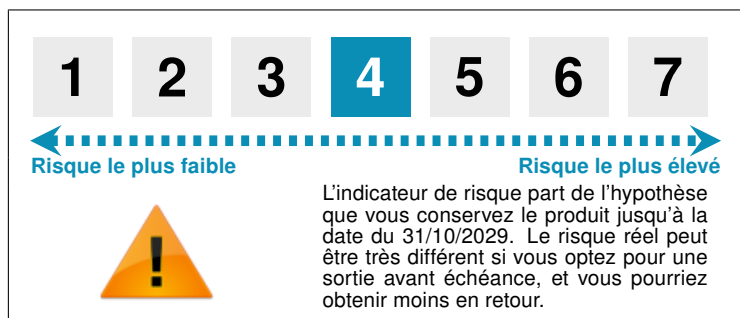 1 2 3 4 5 6 7
Risque le plus faible Risque le plus élevé
L'indicateur de risque part de l'hypothèse
que vous conservez le produit jusqu'à la
date du 31/10/2029. Le risque réel peut
être très différent si vous optez pour une
sortie avant échéance, et vous pourriez
obtenir moins en retour.
!